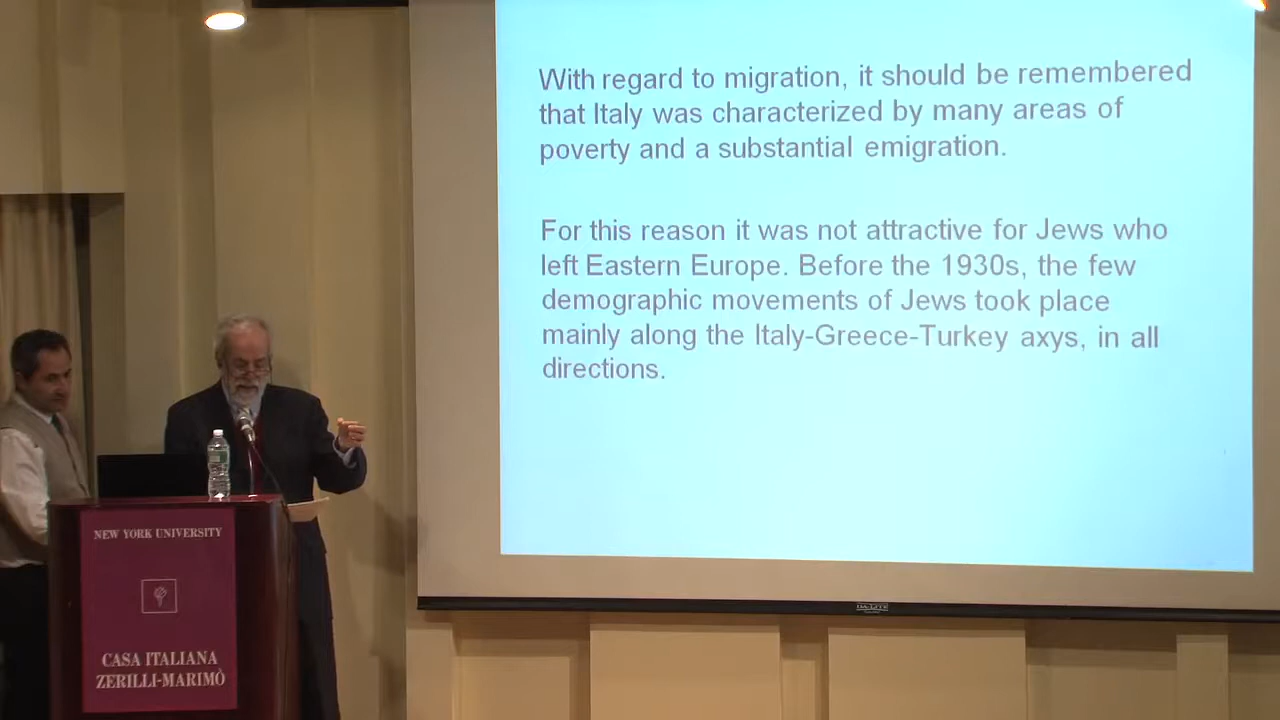 With regard to migration, it should be remembered
that Italy was characterized by many areas of
poverty and a substantial emigration.
For this reason it was not attractive for Jews who
left Eastern Europe. Before the 1930s, the few
demographic movements of Jews took place
mainly along the Italy-Greece-Turkey axys, in all
directions.
NEW YORK UNIVERSITY
CASA ITALIANA
ZERILLI-MARIMÒ
DA-LITE